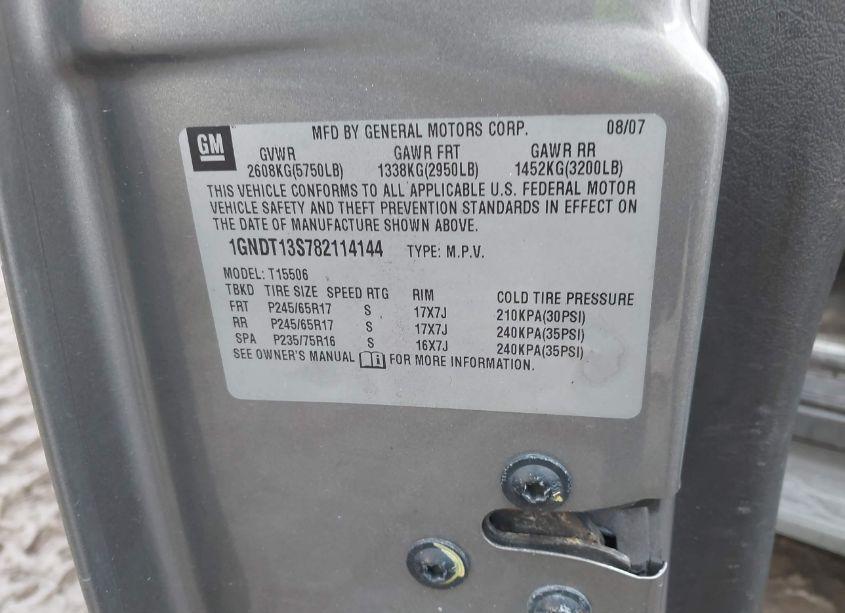 GM MFD BY GENERAL MOTORS CORP. 08/07
GVWR GAWR FRT GAWR RR
2608KG(5750LB) 1338KG(2950LB) 1452KG(3200LB)
THIS VEHICLE CONFORMS TO ALL APPLICABLE U.S. FEDERAL MOTOR
VEHICLE SAFETY AND THEFT PREVENTION STANDARDS IN EFFECT ON
THE DATE OF MANUFACTURE SHOWN ABOVE.
1GNDT13S782114144 TYPE: M.P.V.
MODEL: T15506
TBKD TIRE SIZE SPEED RTG RIM COLD TIRE PRESSURE
FRT P245/65R17 S 17X7J 210KPA(30PSI)
RR P245/65R17 S 17X7J 240KPA(35PSI)
SPA P235/75R16 S 16X7J 240KPA(35PSI)
SEE OWNER'S MANUAL FOR MORE INFORMATION.